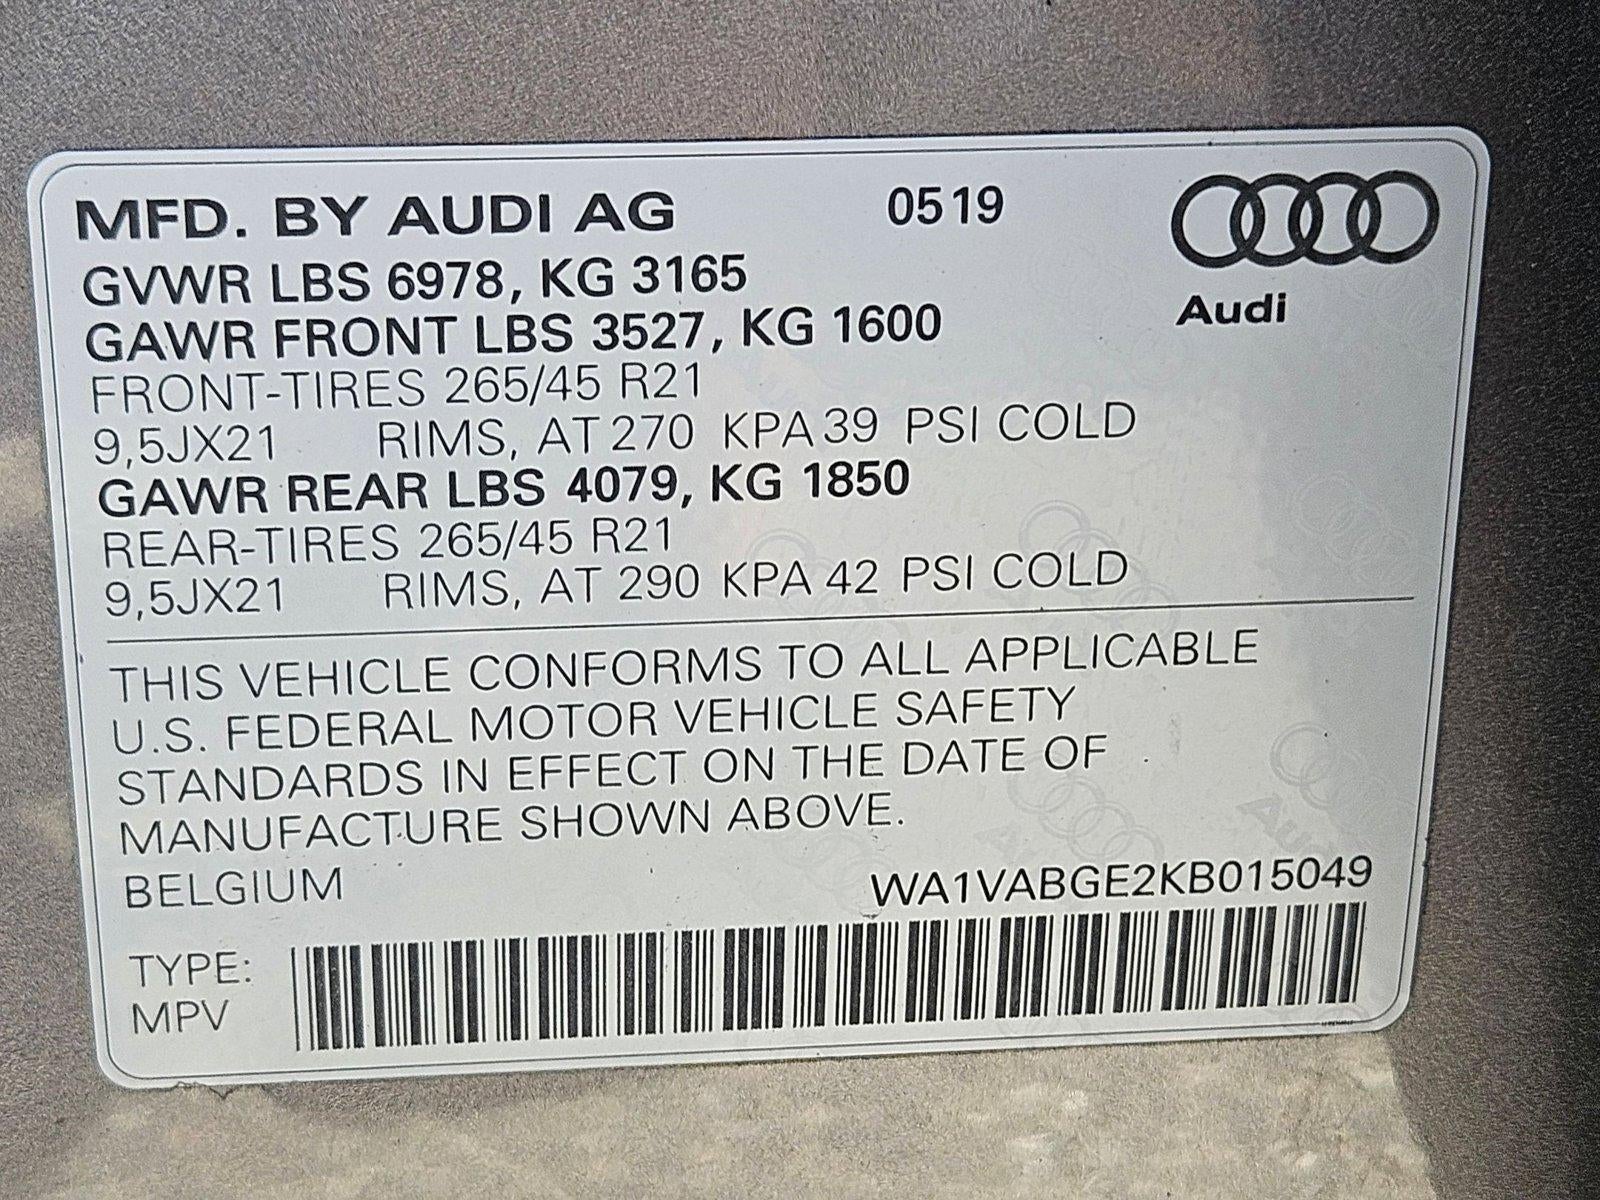 MFD. BY AUDI AG 0519
GVWR LBS 6978, KG 3165
Audi
GAWR FRONT LBS 3527, KG 1600
FRONT-TIRES 265/45 R21
9,5JX21 RIMS, AT 270 KPA 39 PSI COLD
GAWR REAR LBS 4079, KG 1850
REAR-TIRES 265/45 R21
9,5JX21 RIMS, AT 290 KPA 42 PSI COLD
THIS VEHICLE CONFORMS TO ALL APPLICABLE
U.S. FEDERAL MOTOR VEHICLE SAFETY
STANDARDS IN EFFECT ON THE DATE OF
MANUFACTURE SHOWN ABOVE.
BELGIUM WA1VABGE2KB015049
TYPE:
MPV